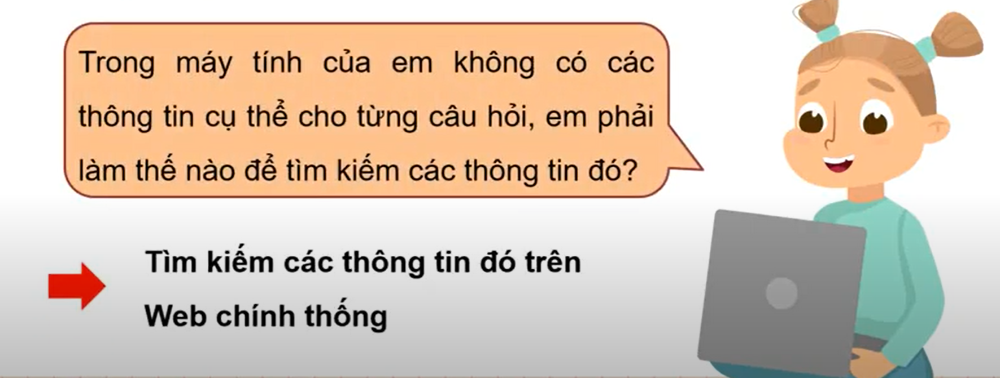 Trong máy tính của em không có các
thông tin cụ thể cho từng câu hỏi, em phải
làm thế nào để tìm kiếm các thông tin đó?
Tìm kiếm các thông tin đó trên
Web chính thống